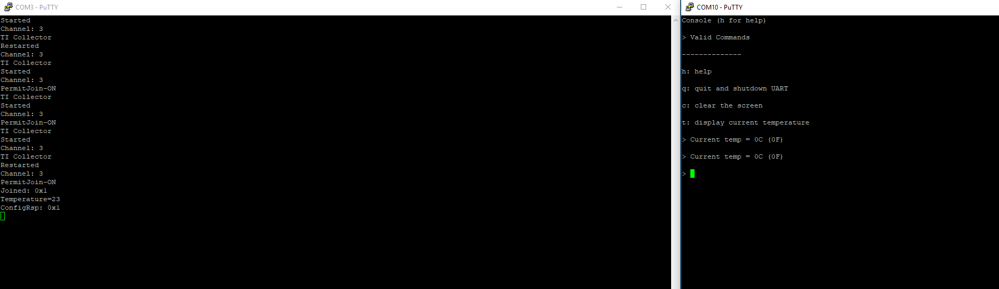 COM3 - PuTTY
Started
Channel: 3
TI Collector
Restarted
Channel: 3
TI Collector
Started
Channel: 3
PermitJoin-ON
TI Collector
Started
Channel: 3
PermitJoin-ON
TI Collector
Started
Channel: 3
TI Collector
Restarted
Channel: 3
PermitJoin-ON
Joined: 0x1
Temperature=23
ConfigRsp: 0x1
COM10 - PuTTY
Console (h for help)
> Valid Commands
--------------
h: help
q: quit and shutdown UART
c: clear the screen
t: display current temperature
> Current temp = 0C (0F)
> Current temp = 0C (0F)
>